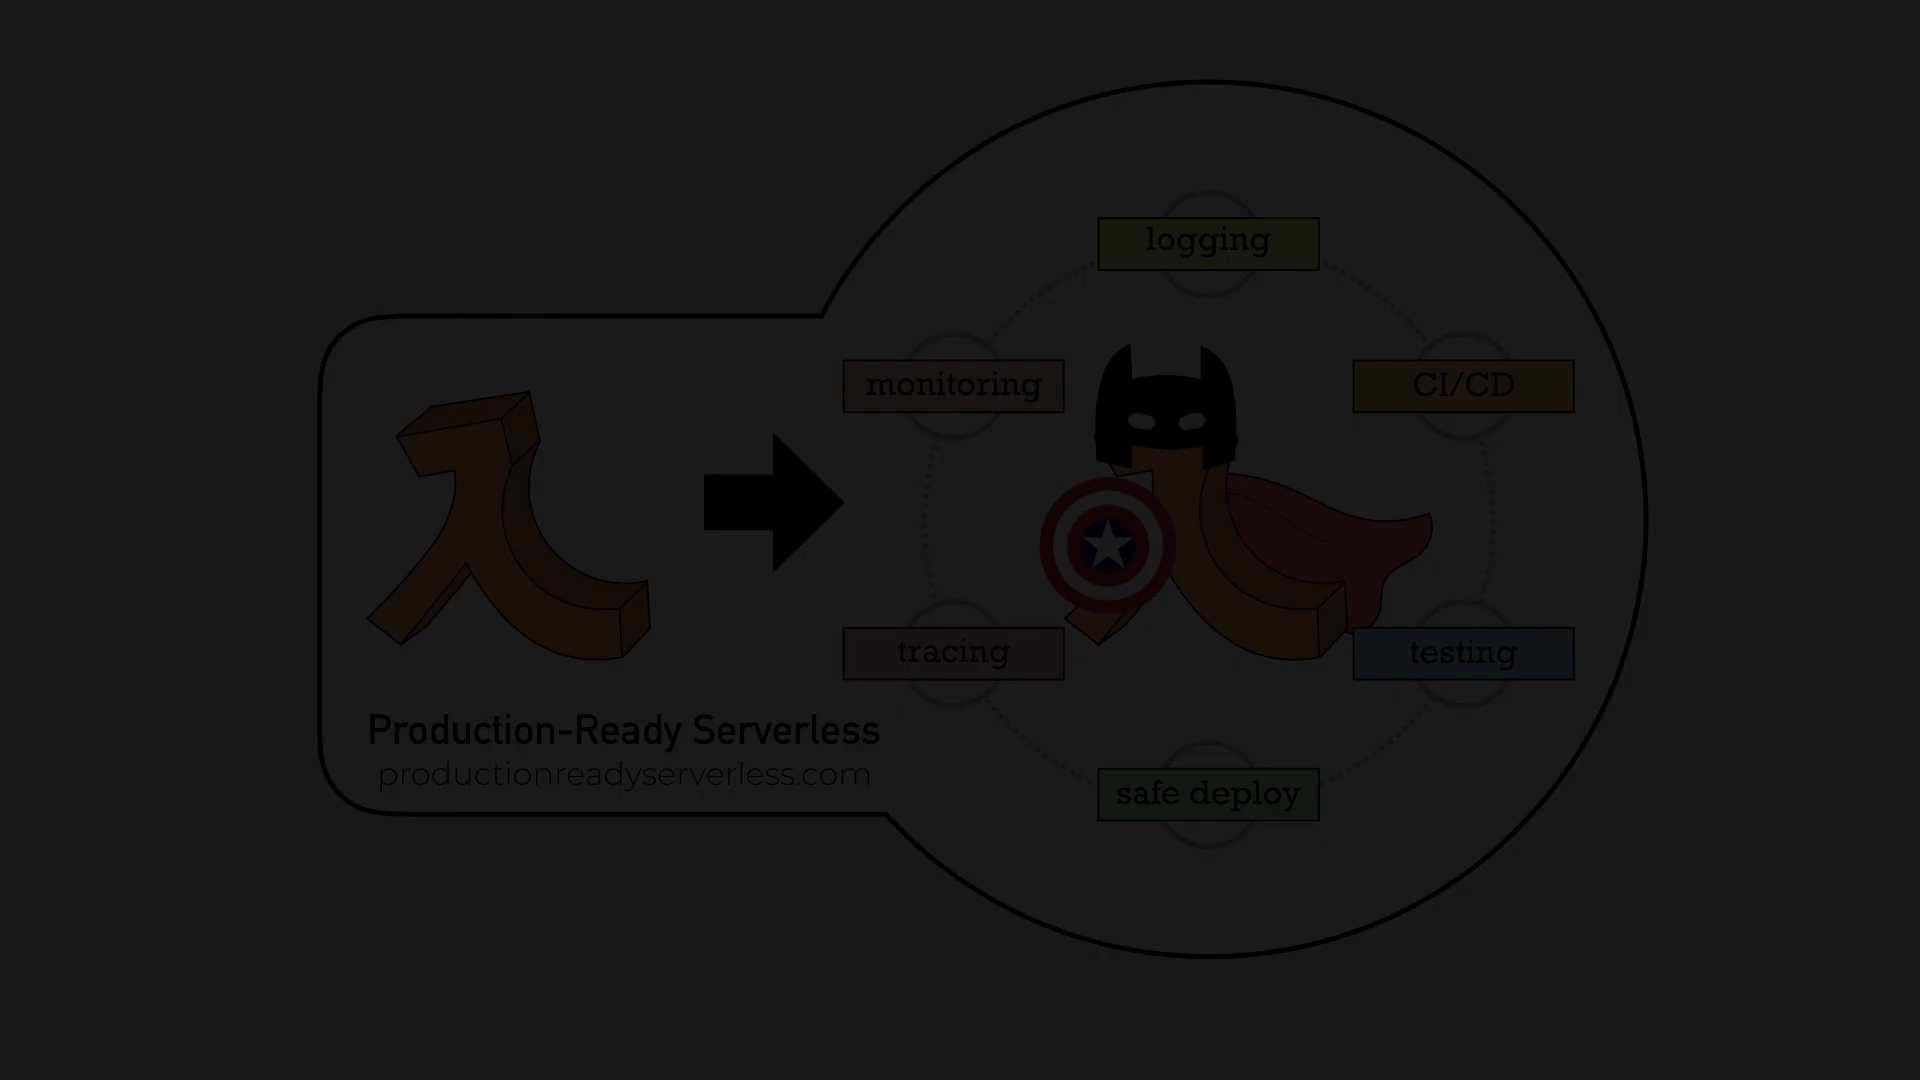 logging
monitoring
CI/CD
tracing
testing
safe deploy
Production-Ready Serverless
productionreadyserverless.com